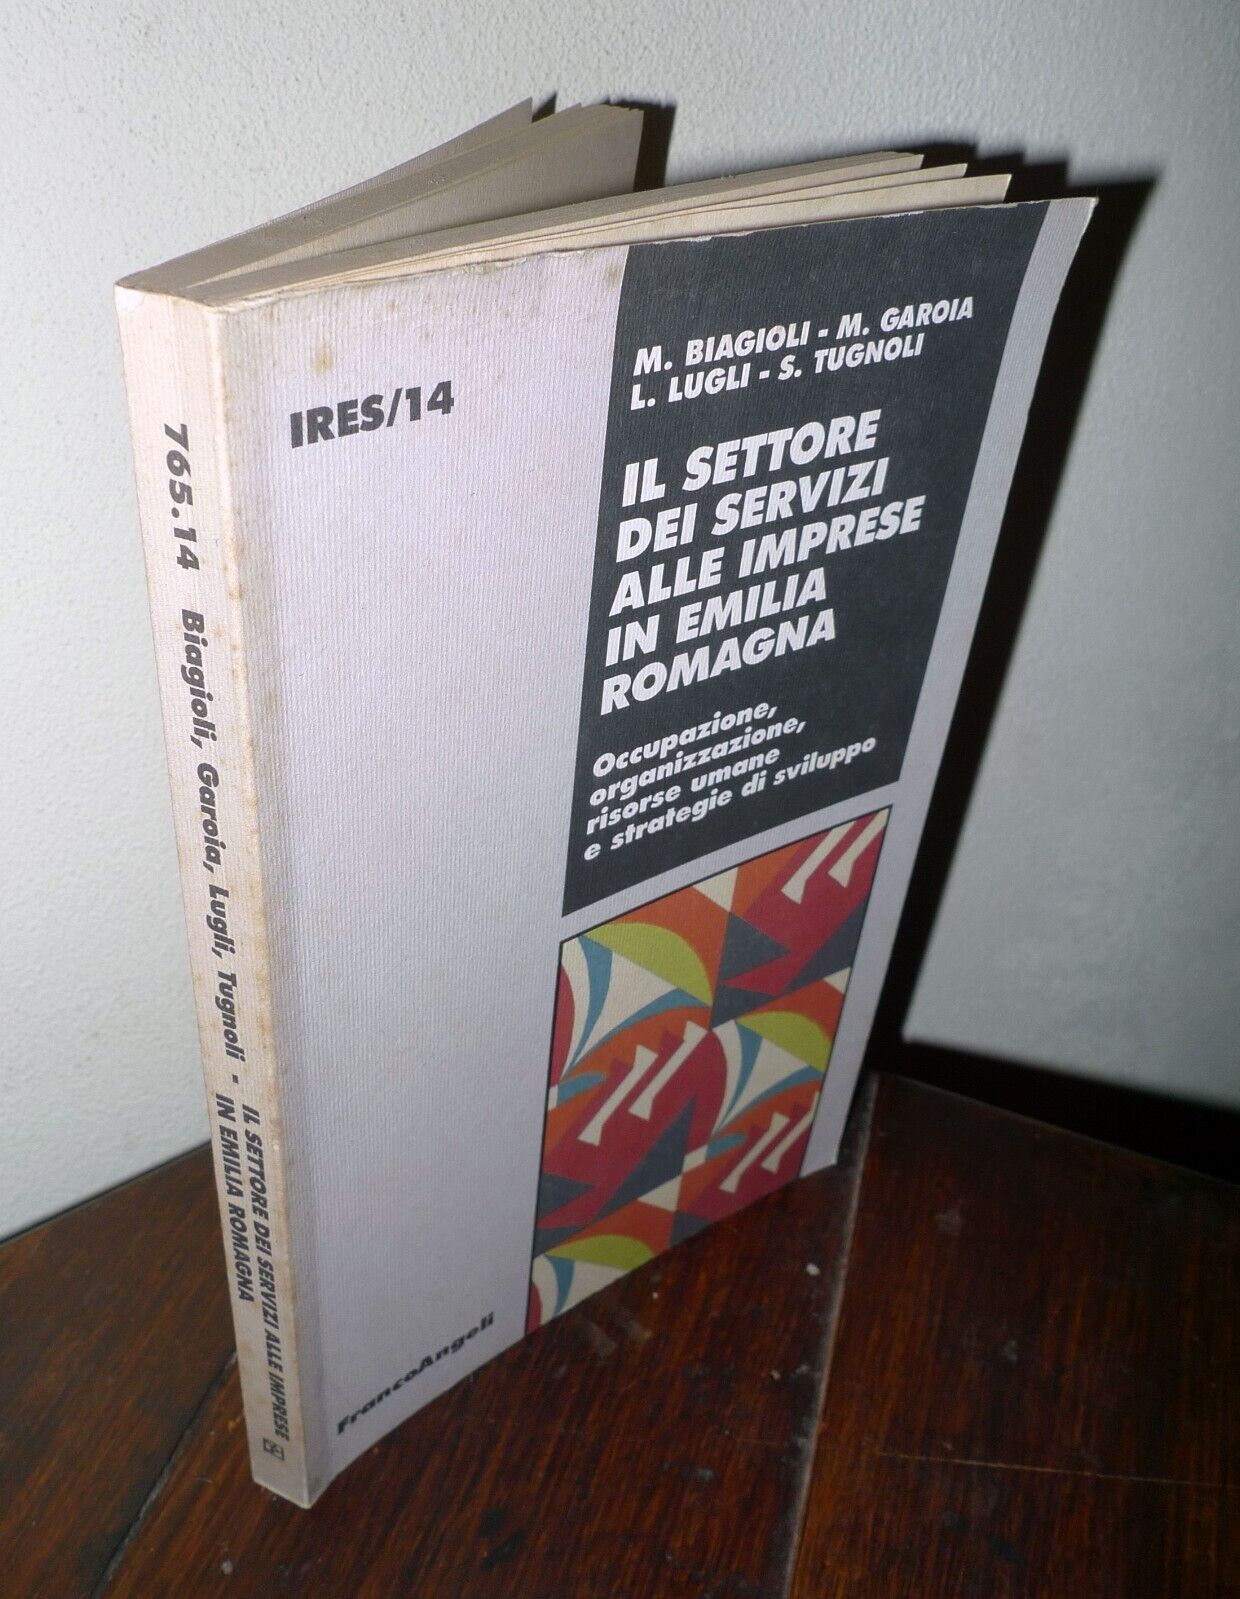 IRES/14
M. BIAGIOLI - M. GAROIA
L. LUGLI - S. TUGNOLI
IL SETTORE
DEI SERVIZI
ALLE IMPRESE
IN EMILIA
ROMAGNA
Occupazione,
organizzazione,
risorse umane
e strategie di sviluppo
FrancoAngeli
765.14 Biagioli, Garoia, Lugli, Tugnoli - IL SETTORE DEI SERVIZI ALLE IMPRESE
IN EMILIA ROMAGNA